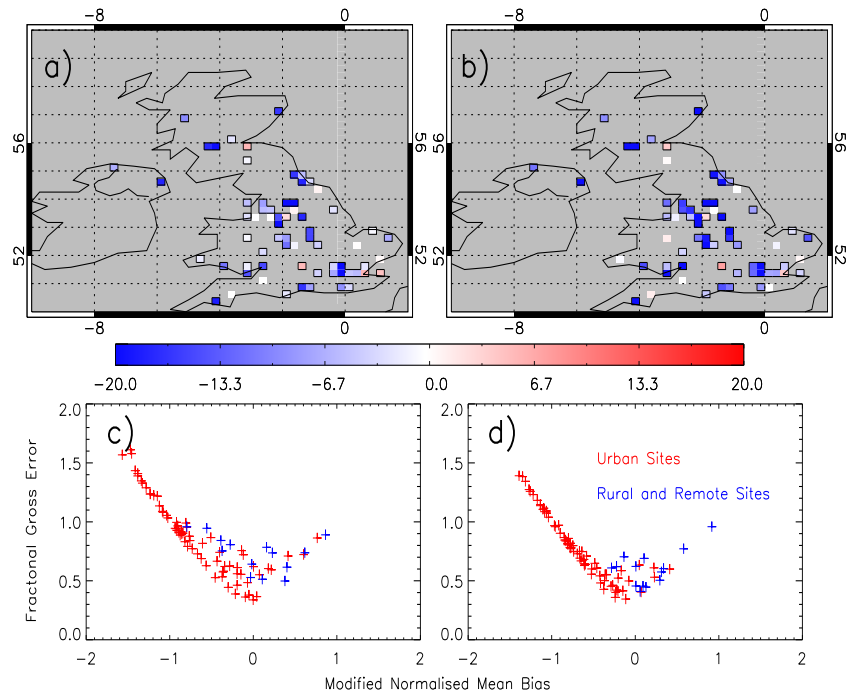 -8 0 -8 0
a) b)
56 56 56 56
52 52 52 52
-8 0 -8 0
-20.0 -13.3 -6.7 0.0 6.7 13.3 20.0
2.0 2.0
c) d)
Urban Sites
1.5 1.5
Rural and Remote Sites
Fractonal Gross Error
1.0 1.0
0.5 0.5
0.0 0.0
-2 -1 0 1 2 -2 -1 0 1 2
Modified Normalised Mean Bias